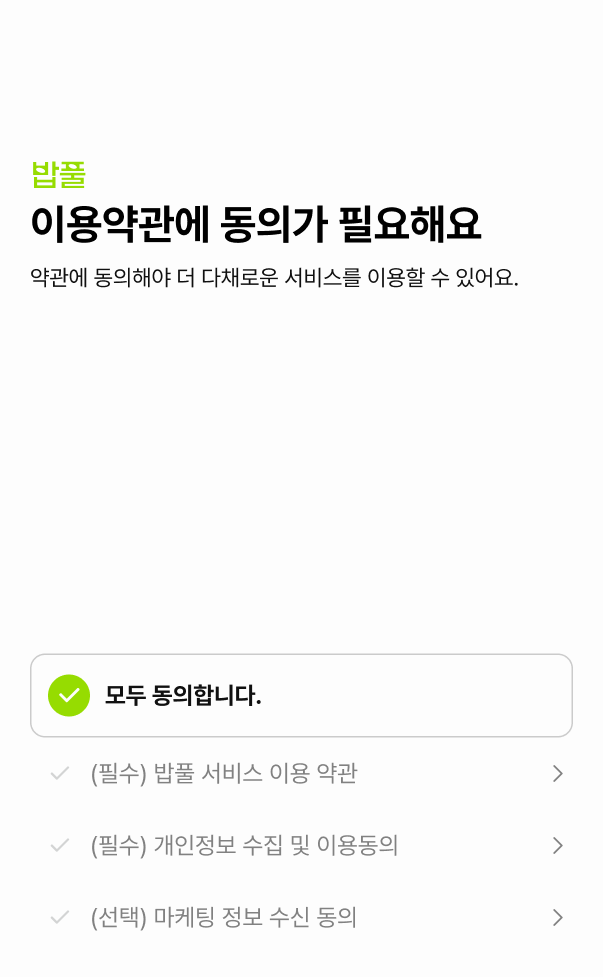 밥풀
이용약관에 동의가 필요해요
약관에 동의해야 더 다채로운 서비스를 이용할 수 있어요.
모두 동의합니다.
(필수) 밥풀 서비스 이용 약관
(필수) 개인정보 수집 및 이용동의
(선택) 마케팅 정보 수신 동의